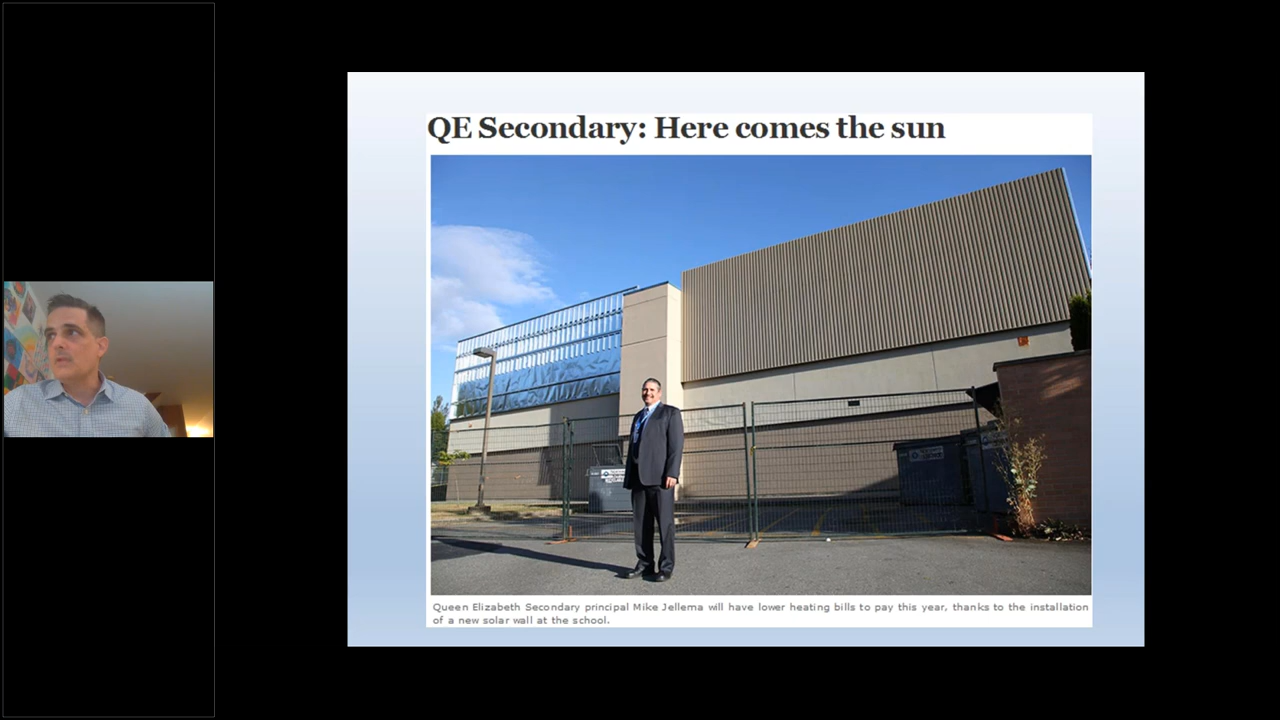 QE Secondary: Here comes the sun
Queen Elizabeth Secondary principal Mike Jellema will have lower heating bills to pay this year, thanks to the installation
of a new solar wall at the school.